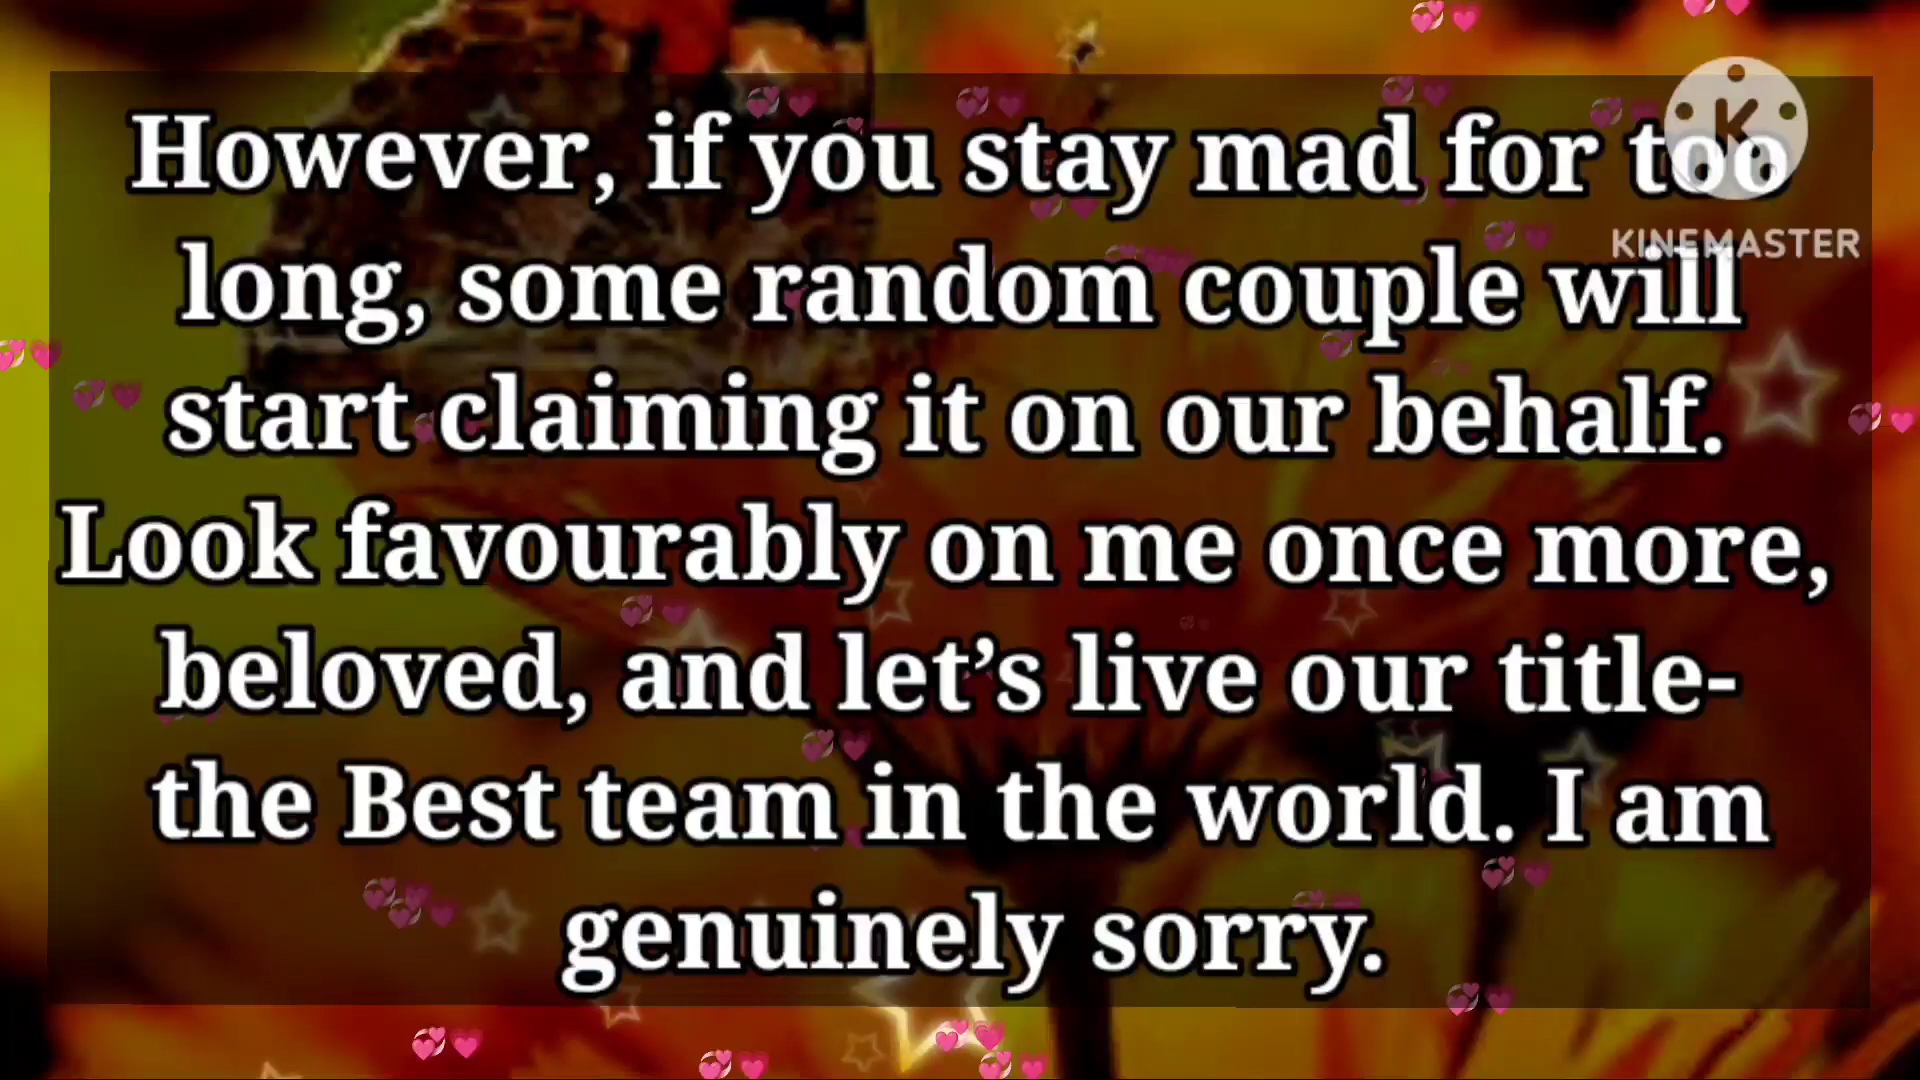 However, if you stay mad for too
long, some random couple will
start claiming it on our behalf.
Look favourably on me once more,
beloved, and let’s live our title-
the Best team in the world. I am
genuinely sorry.
K
KINEMASTER